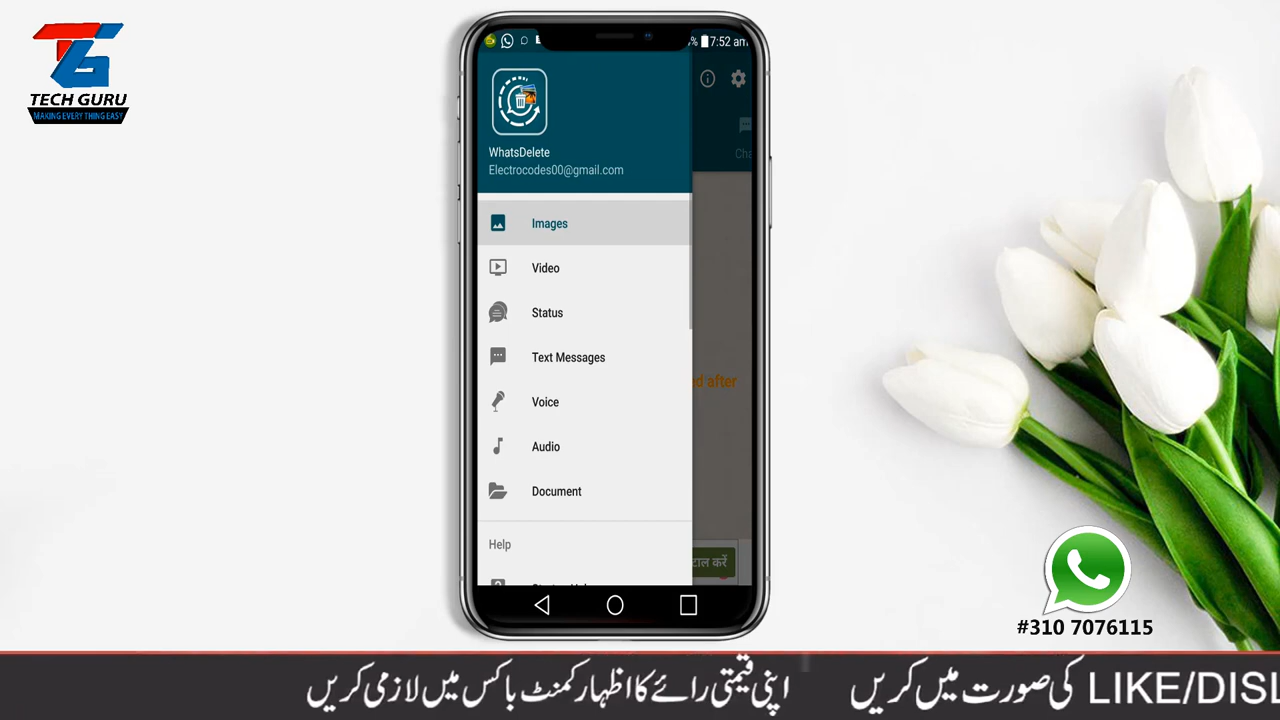 TECH GURU
MAKING EVERY THING EASY
7:52 am
WhatsDelete
Electrocodes00@gmail.com
Images
Video
Status
Text Messages
Voice
Audio
Document
Help
after
करें
#310 7076115
کی صورت میں کریں LIKE/DISL
اپنی قیمتی رائے کا اظہار کمنٹ باکس میں لازمی کریں